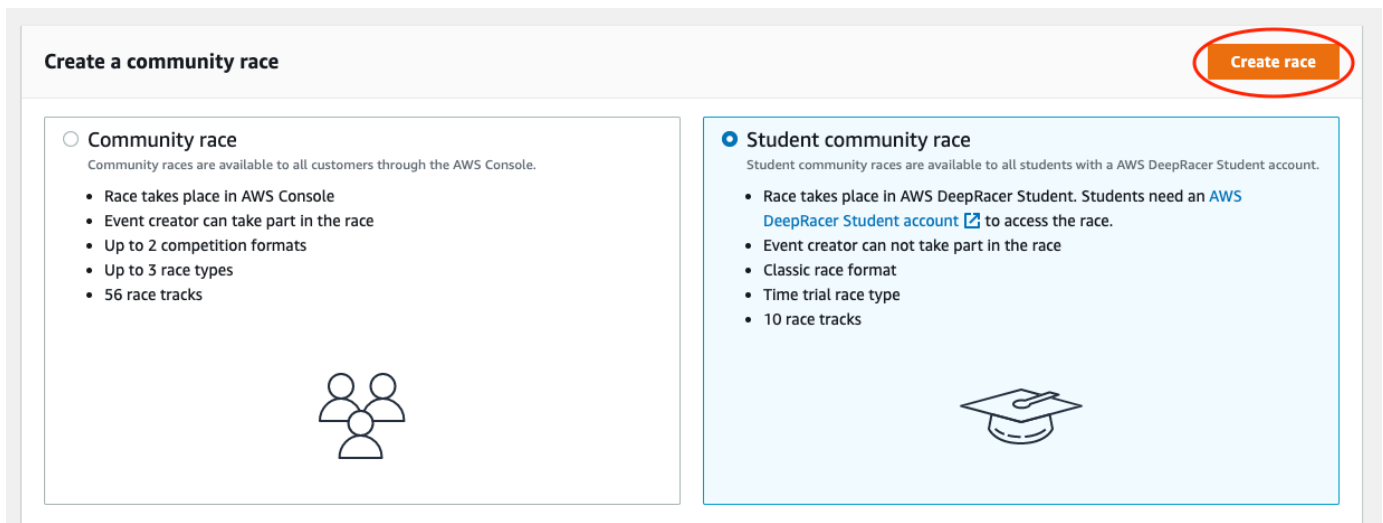 Create a community race
Create race
Community race
Community races are available to all customers through the AWS Console.
• Race takes place in AWS Console
• Event creator can take part in the race
• Up to 2 competition formats
• Up to 3 race types
• 56 race tracks
Student community race
Student community races are available to all students with a AWS DeepRacer Student account.
• Race takes place in AWS DeepRacer Student. Students need an AWS
DeepRacer Student account to access the race.
• Event creator can not take part in the race
• Classic race format
• Time trial race type
• 10 race tracks